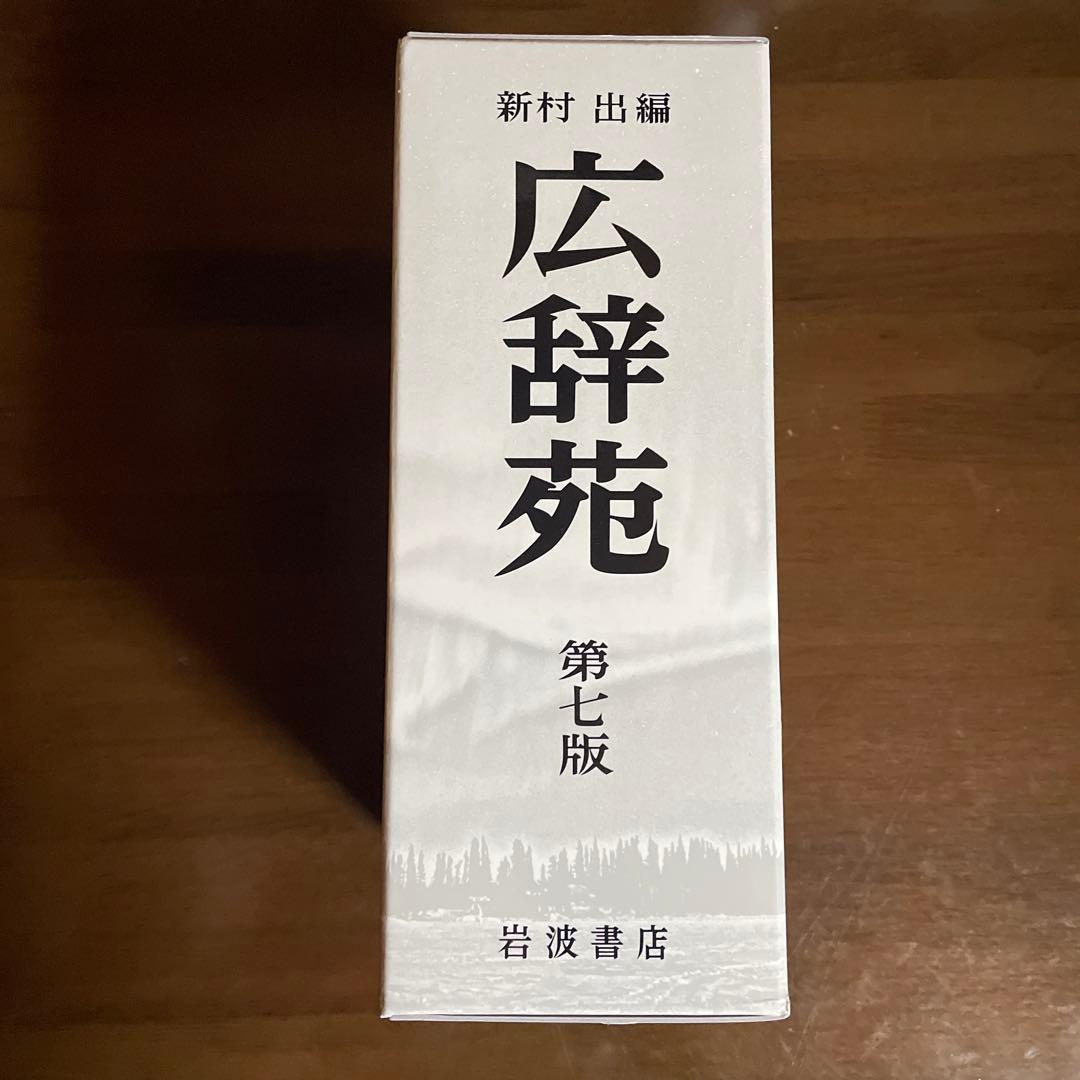 新村 出編
広辞苑
第七版
岩波書店